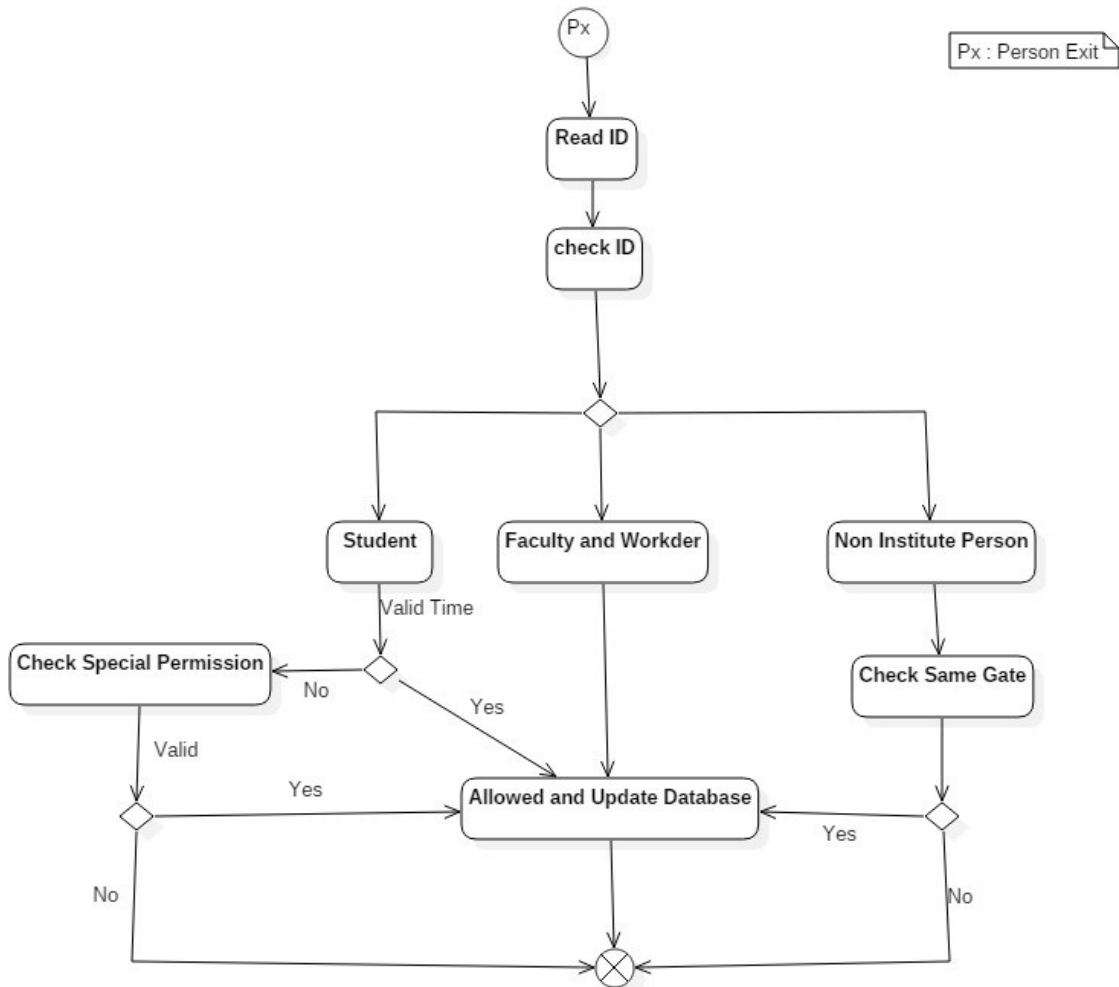 Px
Px : Person Exit
Read ID
check ID
Student
Faculty and Workder
Non Institute Person
Valid Time
Check Special Permission
Check Same Gate
No
Yes
Valid
Yes
Allowed and Update Database
Yes
No
No